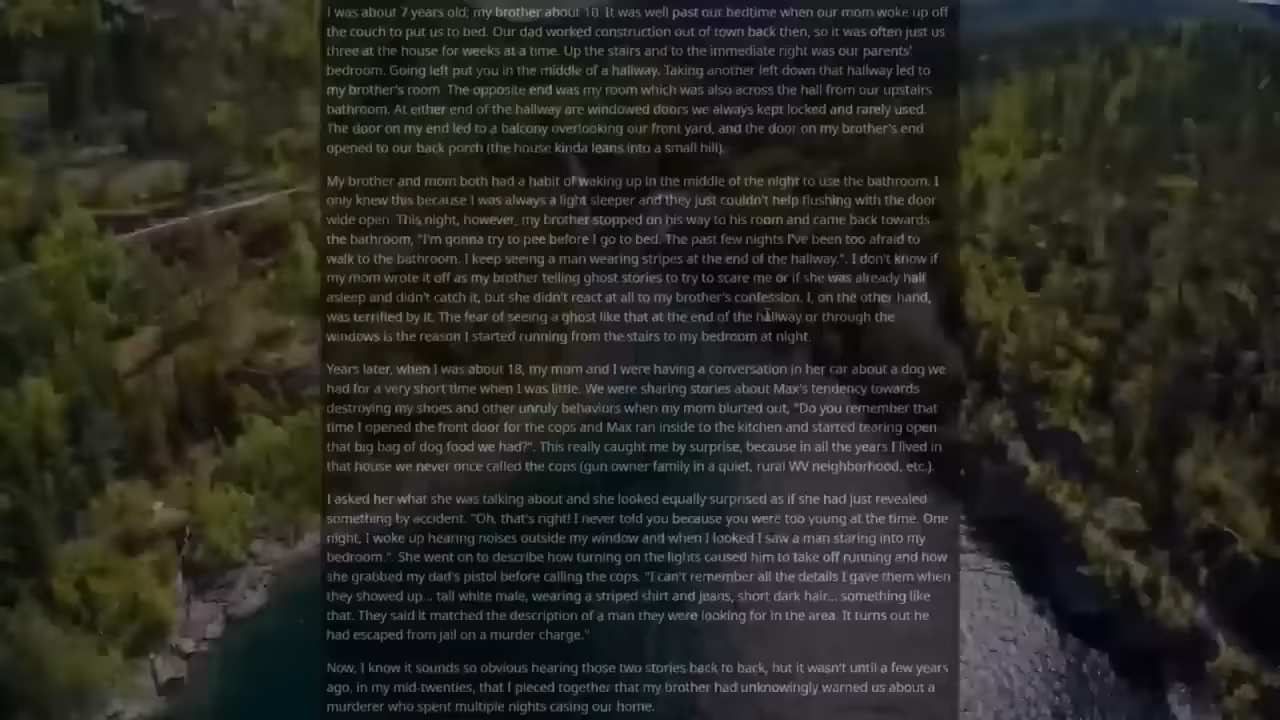 I was about 7 years old; my brother about 10. It was well past our bedtime when our mom woke up off
the couch to put us to bed. Our dad worked construction out of town back then, so it was often just us
three at the house for weeks at a time. Up the stairs and to the immediate right was our parents'
bedroom. Going left put you in the middle of a hallway. Taking another left down that hallway led to
my brother's room. The opposite end was my room which was also across the hall from our upstairs
bathroom. At either end of the hallway are windowed doors we always kept locked and rarely used.
The door on my end led to a balcony overlooking our front yard, and the door on my brother's end
opened to our back porch (the house kinda leans into a small hill).
My brother and mom both had a habit of waking up in the middle of the night to use the bathroom. I
only knew this because I was always a light sleeper and they just couldn't help flushing with the door
wide open. This night, however, my brother stopped on his way to his room and came back towards
the bathroom, "I'm gonna try to pee before I go to bed. The past few nights I've been too afraid to
walk to the bathroom. I keep seeing a man wearing stripes at the end of the hallway.". I don't know if
my mom wrote it off as my brother telling ghost stories to try to scare me or if she was already half
asleep and didn't catch it, but she didn't react at all to my brother's confession. I, on the other hand,
was terrified by it. The fear of seeing a ghost like that at the end of the hallway or through the
windows is the reason I started running from the stairs to my bedroom at night.
Years later, when I was about 18, my mom and I were having a conversation in her car about a dog we
had for a very short time when I was little. We were sharing stories about Max's tendency towards
destroying my shoes and other unruly behaviors when my mom blurted out, "Do you remember that
time I opened the front door for the cops and Max ran inside to the kitchen and started tearing open
that big bag of dog food we had?". This really caught me by surprise, because in all the years I lived in
that house we never once called the cops (gun owner family in a quiet, rural WV neighborhood, etc.).
I asked her what she was talking about and she looked equally surprised as if she had just revealed
something by accident. "Oh, that's right! I never told you because you were too young at the time. One
night, I woke up hearing noises outside my window and when I looked I saw a man staring into my
bedroom.". She went on to describe how turning on the lights caused him to take off running and how
she grabbed my dad's pistol before calling the cops. "I can't remember all the details I gave them when
they showed up... tall white male, wearing a striped shirt and jeans, short dark hair... something like
that. They said it matched the description of a man they were looking for in the area. It turns out he
had escaped from jail on a murder charge."
Now, I know it sounds so obvious hearing those two stories back to back, but it wasn't until a few years
ago, in my mid-twenties, that I pieced together that my brother had unknowingly warned us about a
murderer who spent multiple nights casing our home.